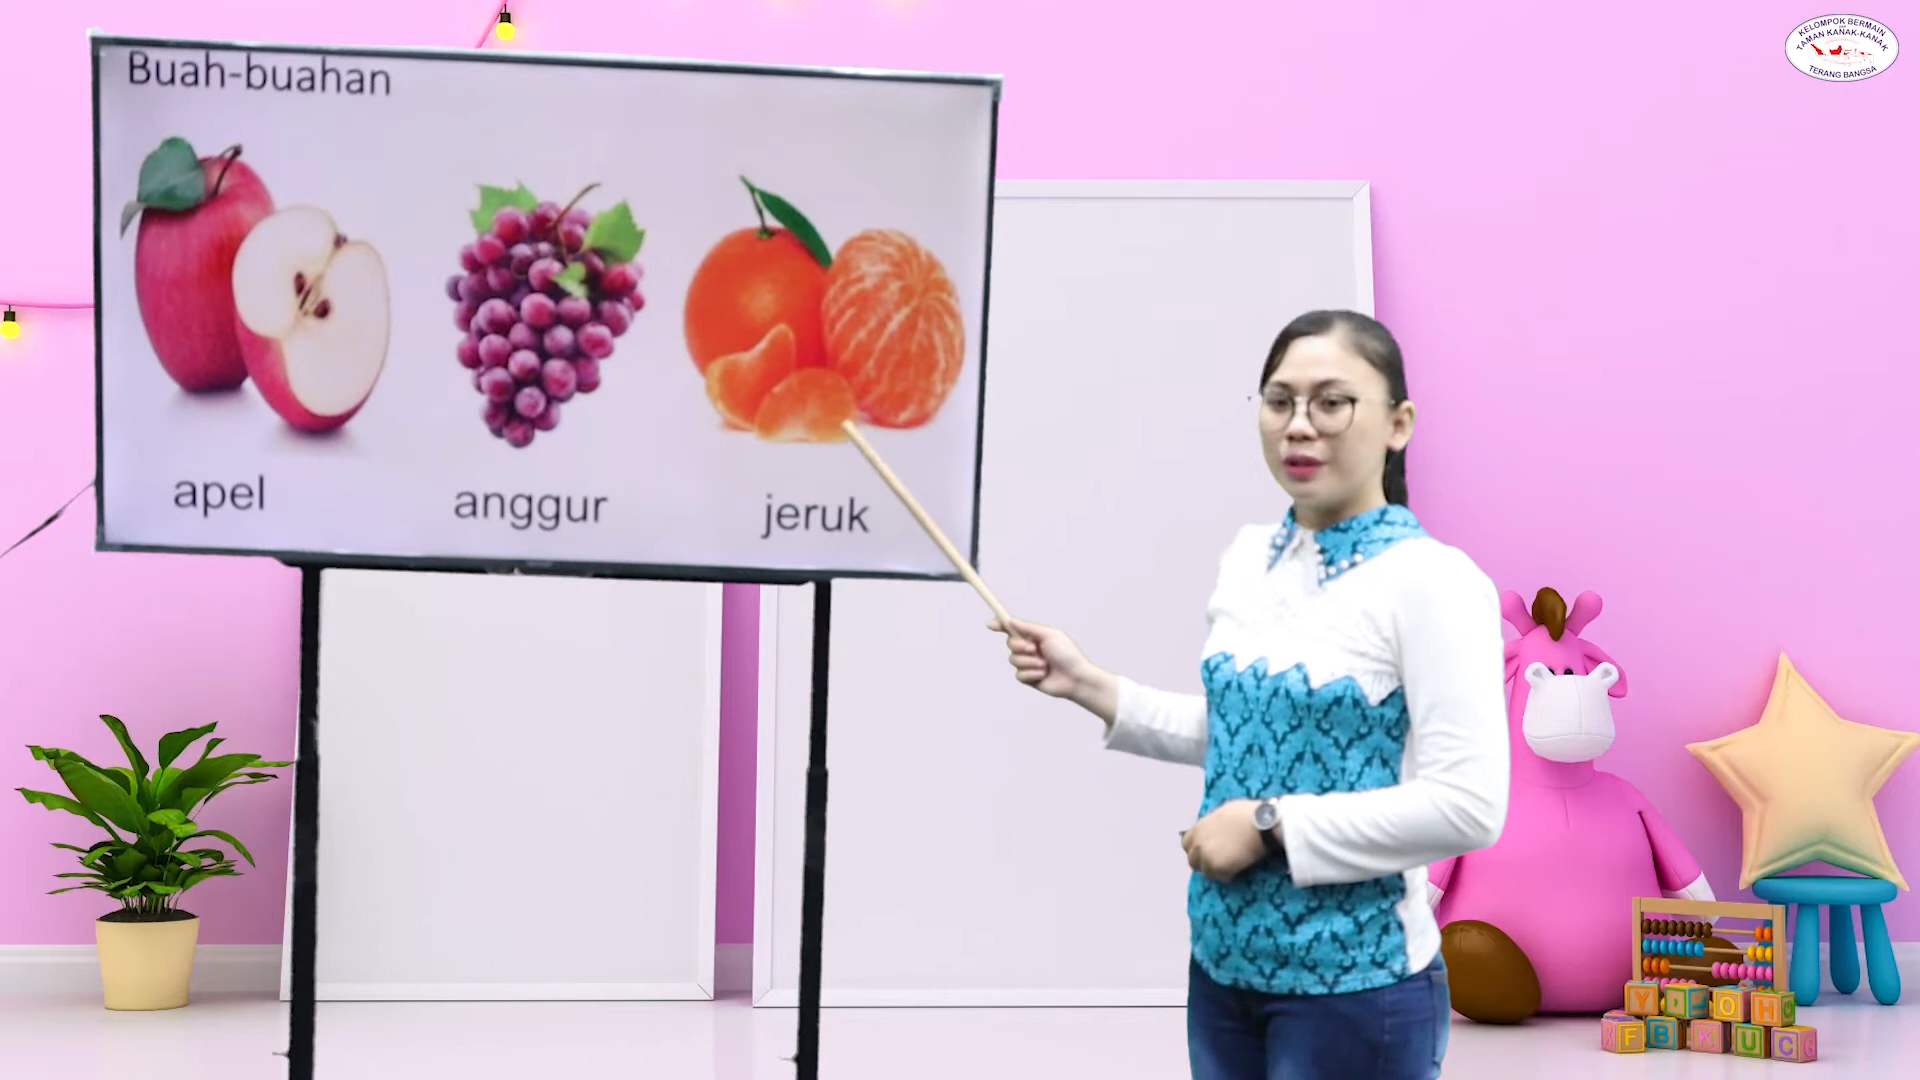 Buah-buahan
apel
anggur
jeruk
KELOMPOK BERMAIN
TAMAN KANAK-KANAK
TERANG BANGSA
Y O H
F B K U C